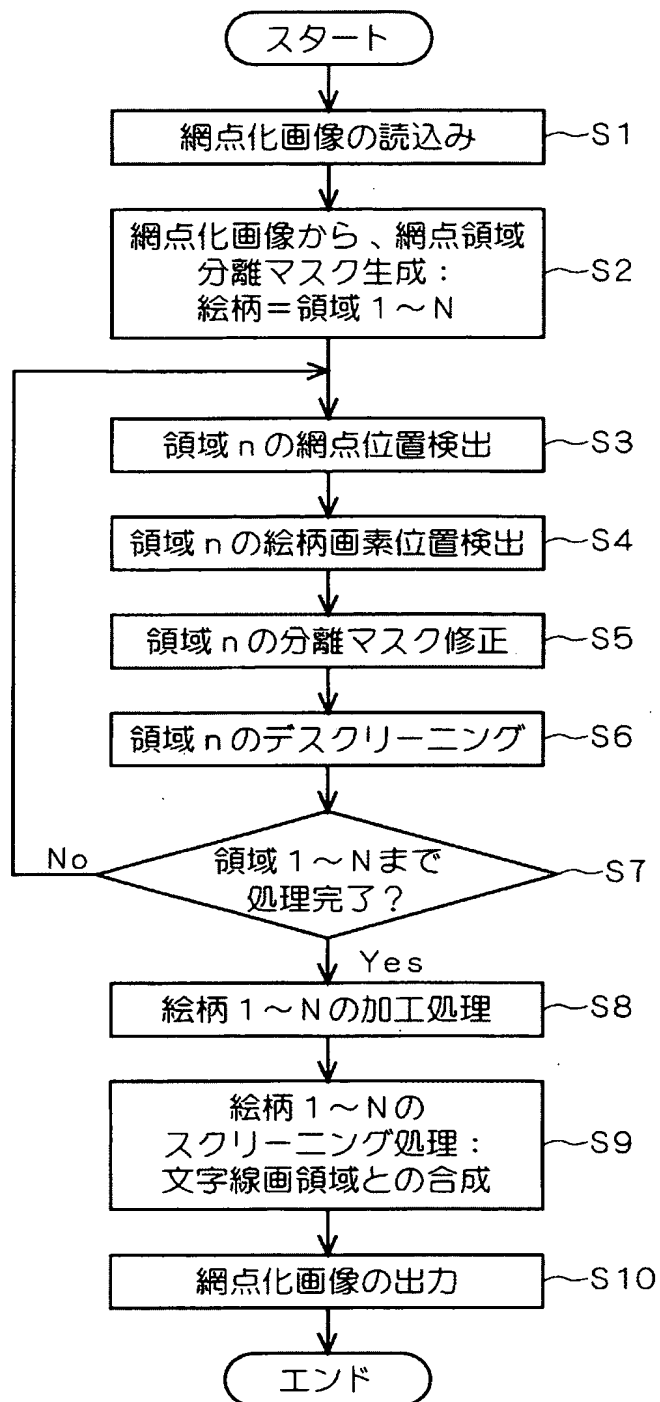 スタート
網点化画像の読込み
S1
網点化画像から、網点領域
分離マスク生成：
絵柄＝領域１～N
S2
領域nの網点位置検出
S3
領域nの絵柄画素位置検出
S4
領域nの分離マスク修正
S5
領域nのデスクリーニング
S6
No
領域１～Nまで
処理完了？
S7
Yes
絵柄１～Nの加工処理
S8
絵柄１～Nの
スクリーニング処理：
文字線画領域との合成
S9
網点化画像の出力
S10
エンド